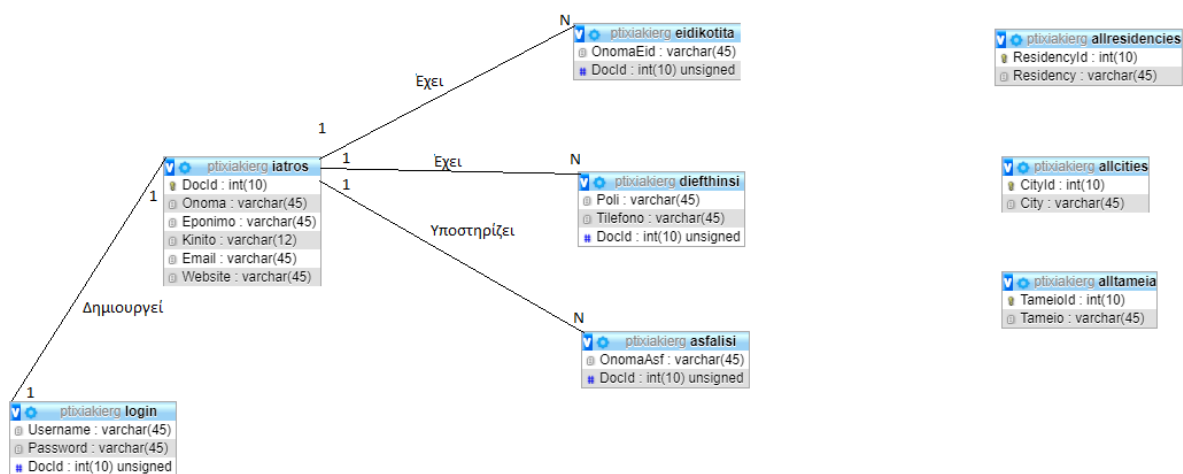 N
ptixiakierg eidikotita
OnomaEid : varchar(45)
DocId : int(10) unsigned
ptixiakierg allresidencies
ResidencyId : int(10)
Residency : varchar(45)
Έχει
1
ptixiakierg iatros
DocId : int(10)
Onoma : varchar(45)
Eponimo : varchar(45)
Kinito : varchar(12)
Email : varchar(45)
Website : varchar(45)
1
Έχει
N
1
1
ptixiakierg diefthinsi
Poli : varchar(45)
Tilefono : varchar(45)
DocId : int(10) unsigned
ptixiakierg allcities
CityId : int(10)
City : varchar(45)
Υποστηρίζει
N
ptixiakierg asfalisi
OnomaAsf : varchar(45)
DocId : int(10) unsigned
ptixiakierg alltameia
TameioId : int(10)
Tameio : varchar(45)
Δημιουργεί
1
ptixiakierg login
Username : varchar(45)
Password : varchar(45)
DocId : int(10) unsigned